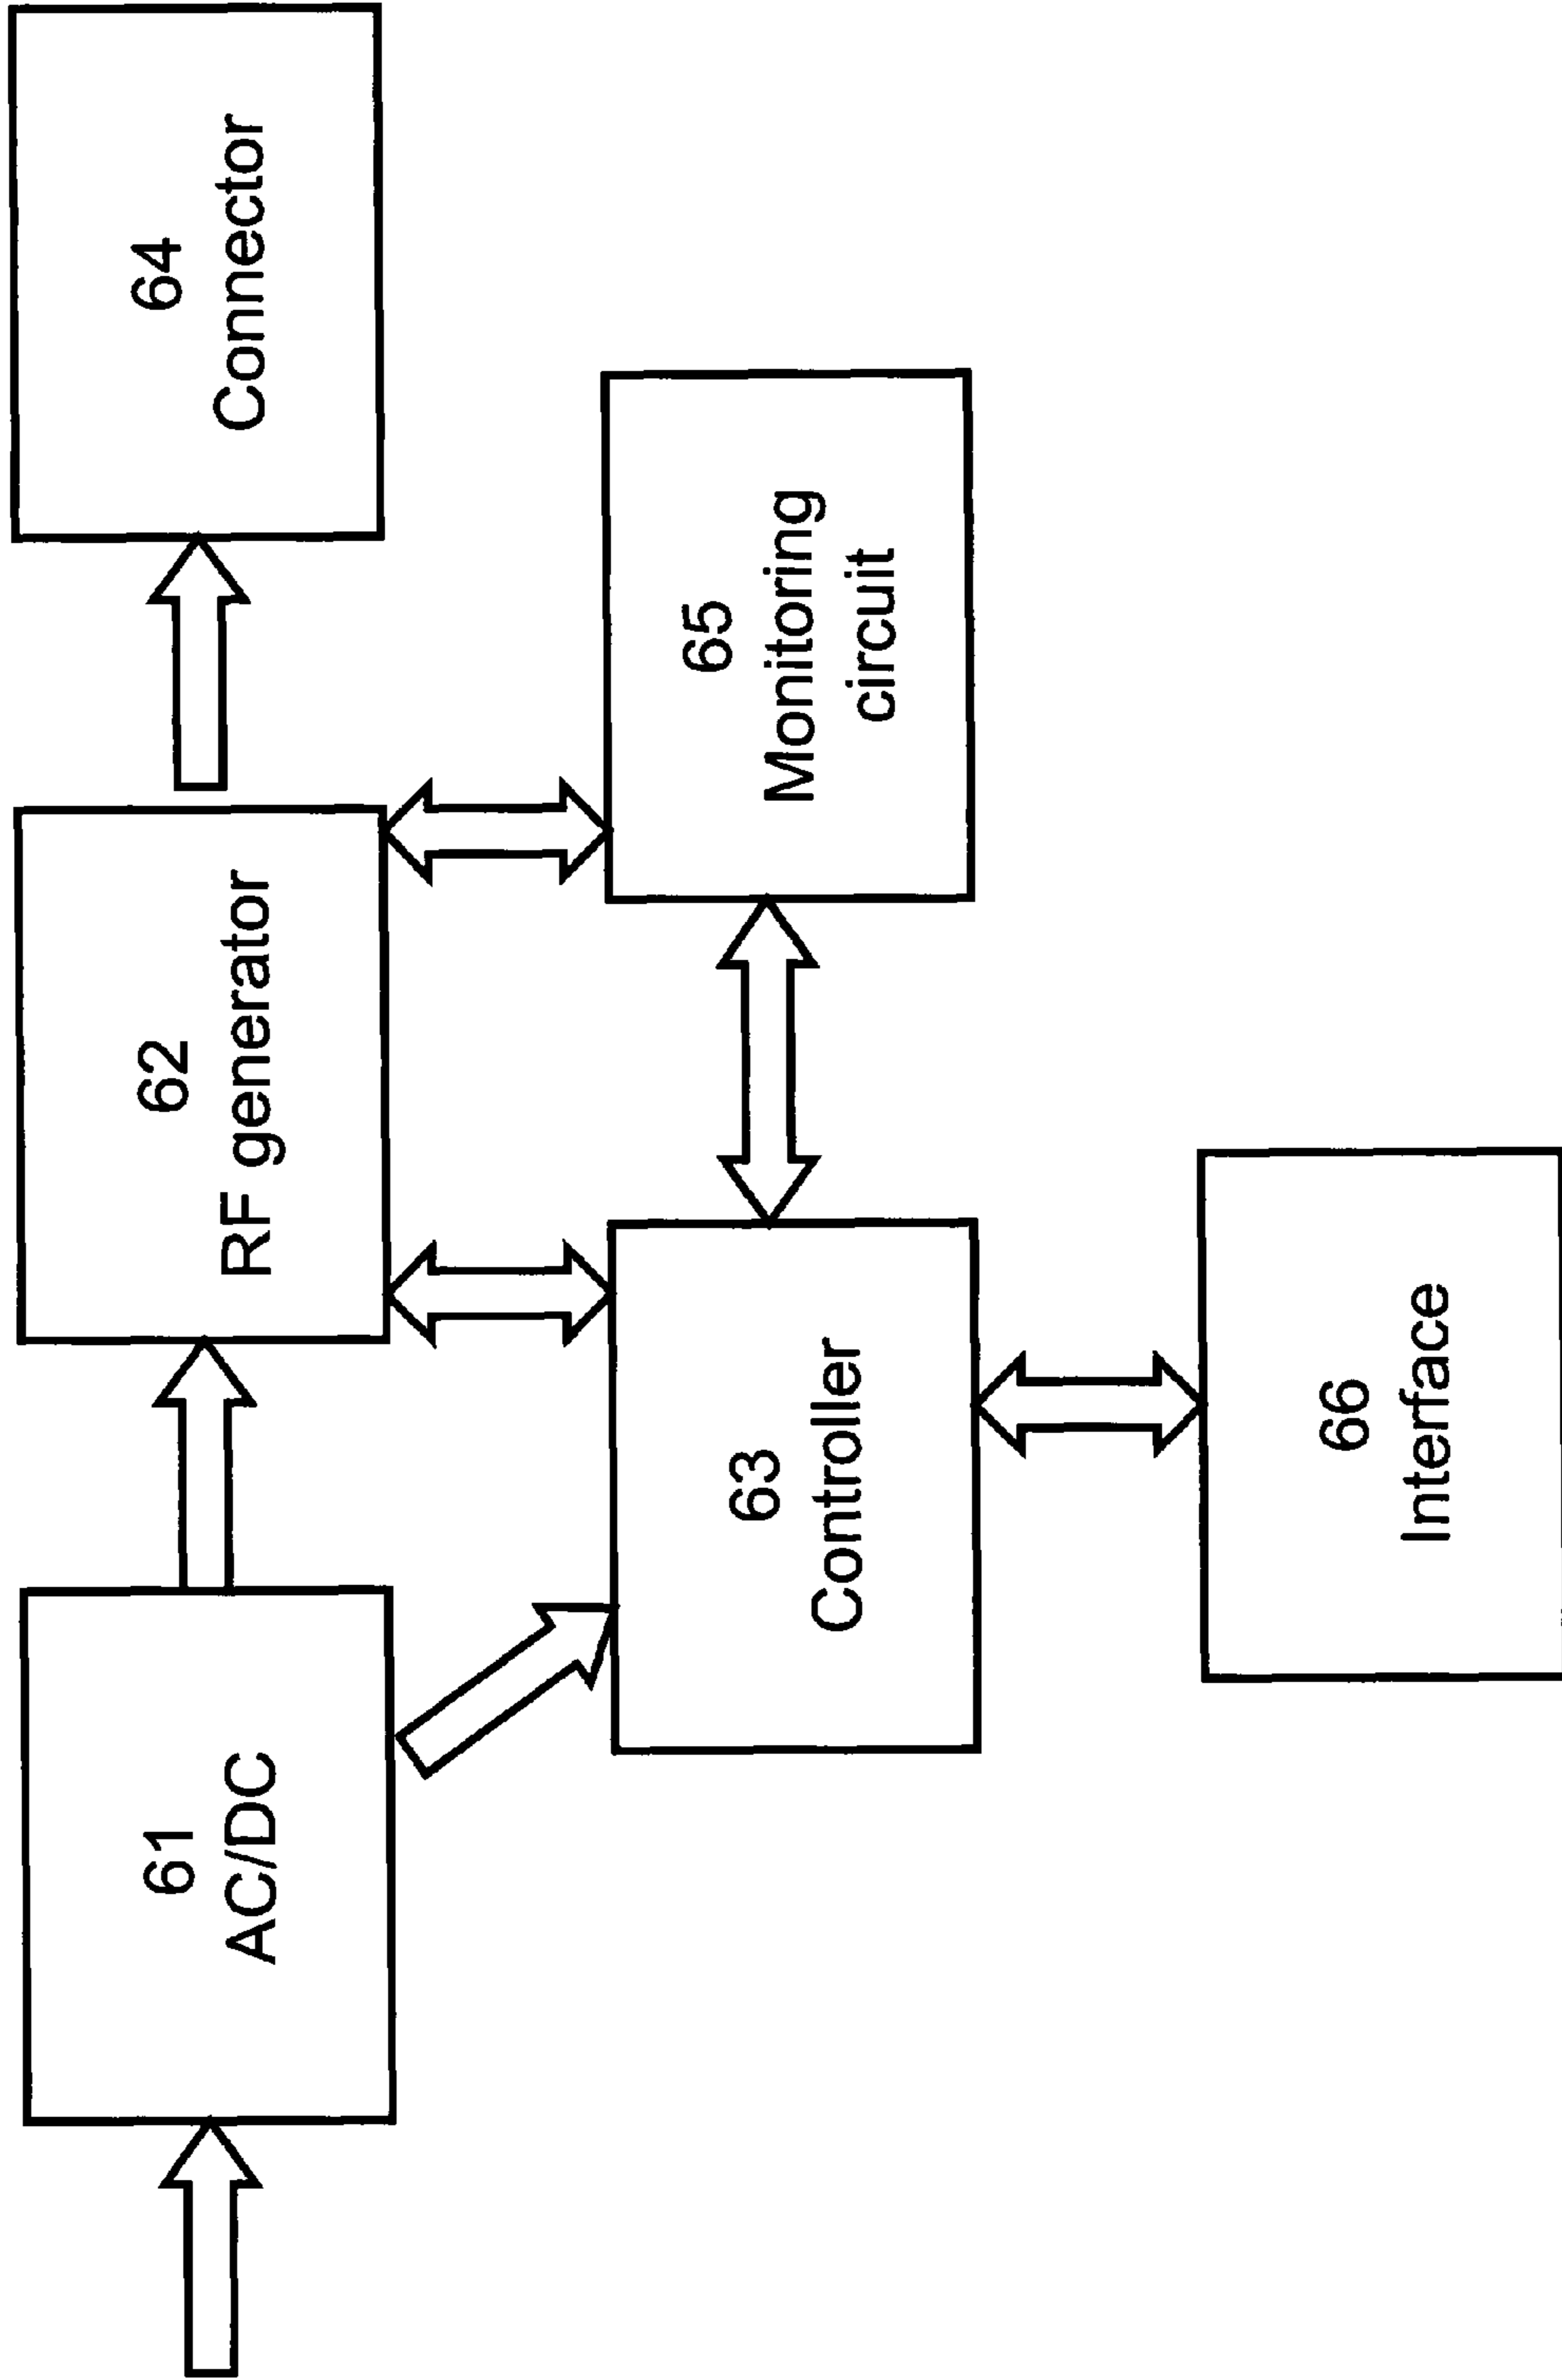 61
AC/DC
62
RF generator
64
Connector
63
Controller
65
Monitoring
circuit
66
Interface